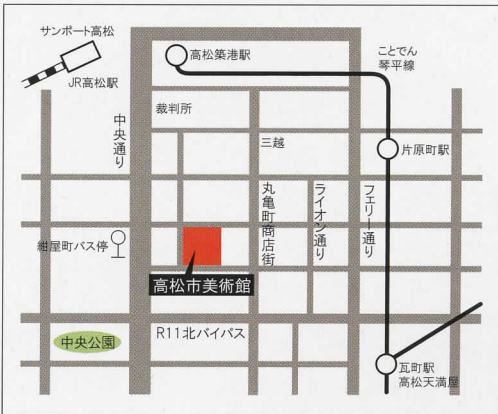 サンポート高松
JR高松駅
高松築港駅
ことでん
琴平線
裁判所
中央通り
三越
片原町駅
丸亀町商店街
ライオン通り
フェリー通り
紺屋町バス停
高松市美術館
中央公園
R11北バイパス
瓦町駅
高松天満屋